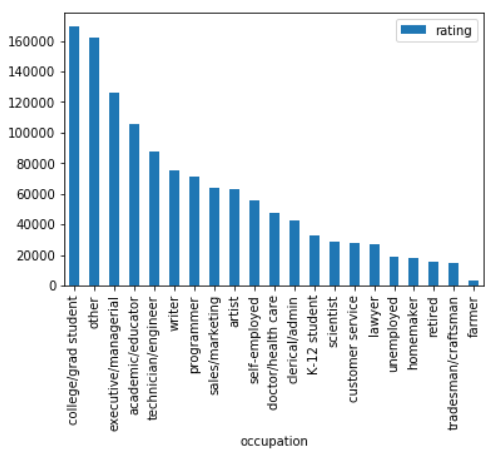 rating
160000
140000
120000
100000
80000
60000
40000
20000
0
college/grad student
other
executive/managerial
academic/educator
technician/engineer
writer
programmer
sales/marketing
artist
self-employed
doctor/health care
clerical/admin
K-12 student
scientist
customer service
lawyer
unemployed
homemaker
retired
tradesman/craftsman
farmer
occupation